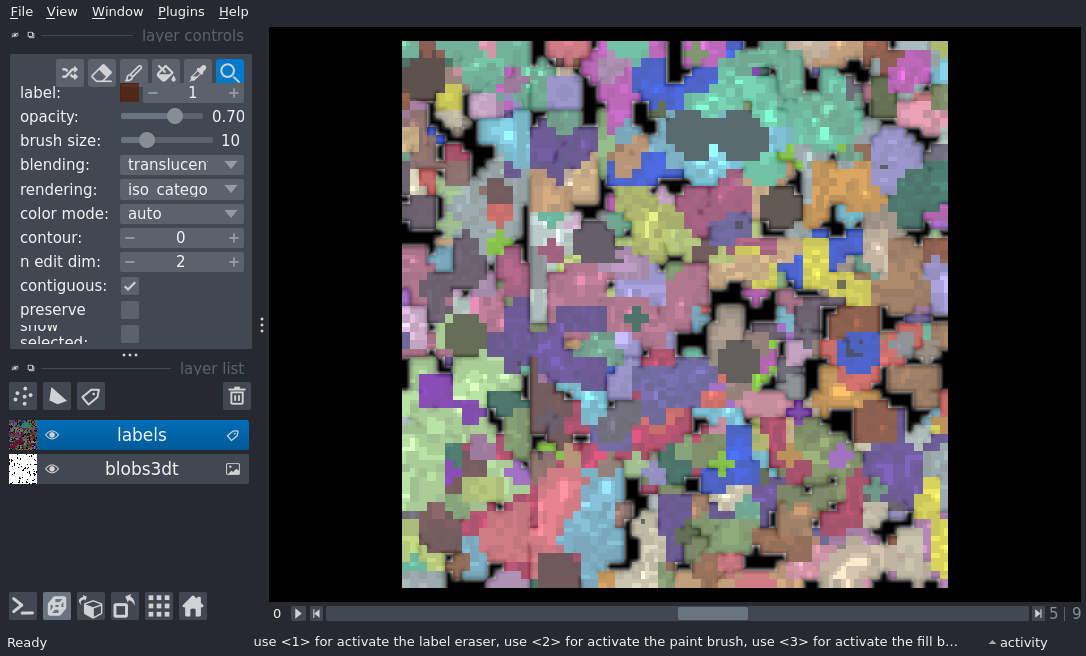 File View Window Plugins Help
layer controls
label: 1
opacity: 0.70
brush size: 10
blending: translucen
rendering: iso_catego
color mode: auto
contour: 0
n edit dim: 2
contiguous:
preserve
show
selected:
layer list
labels
blobs3dt
0 5 | 9
Ready use <1> for activate the label eraser, use <2> for activate the paint brush, use <3> for activate the fill b... activity